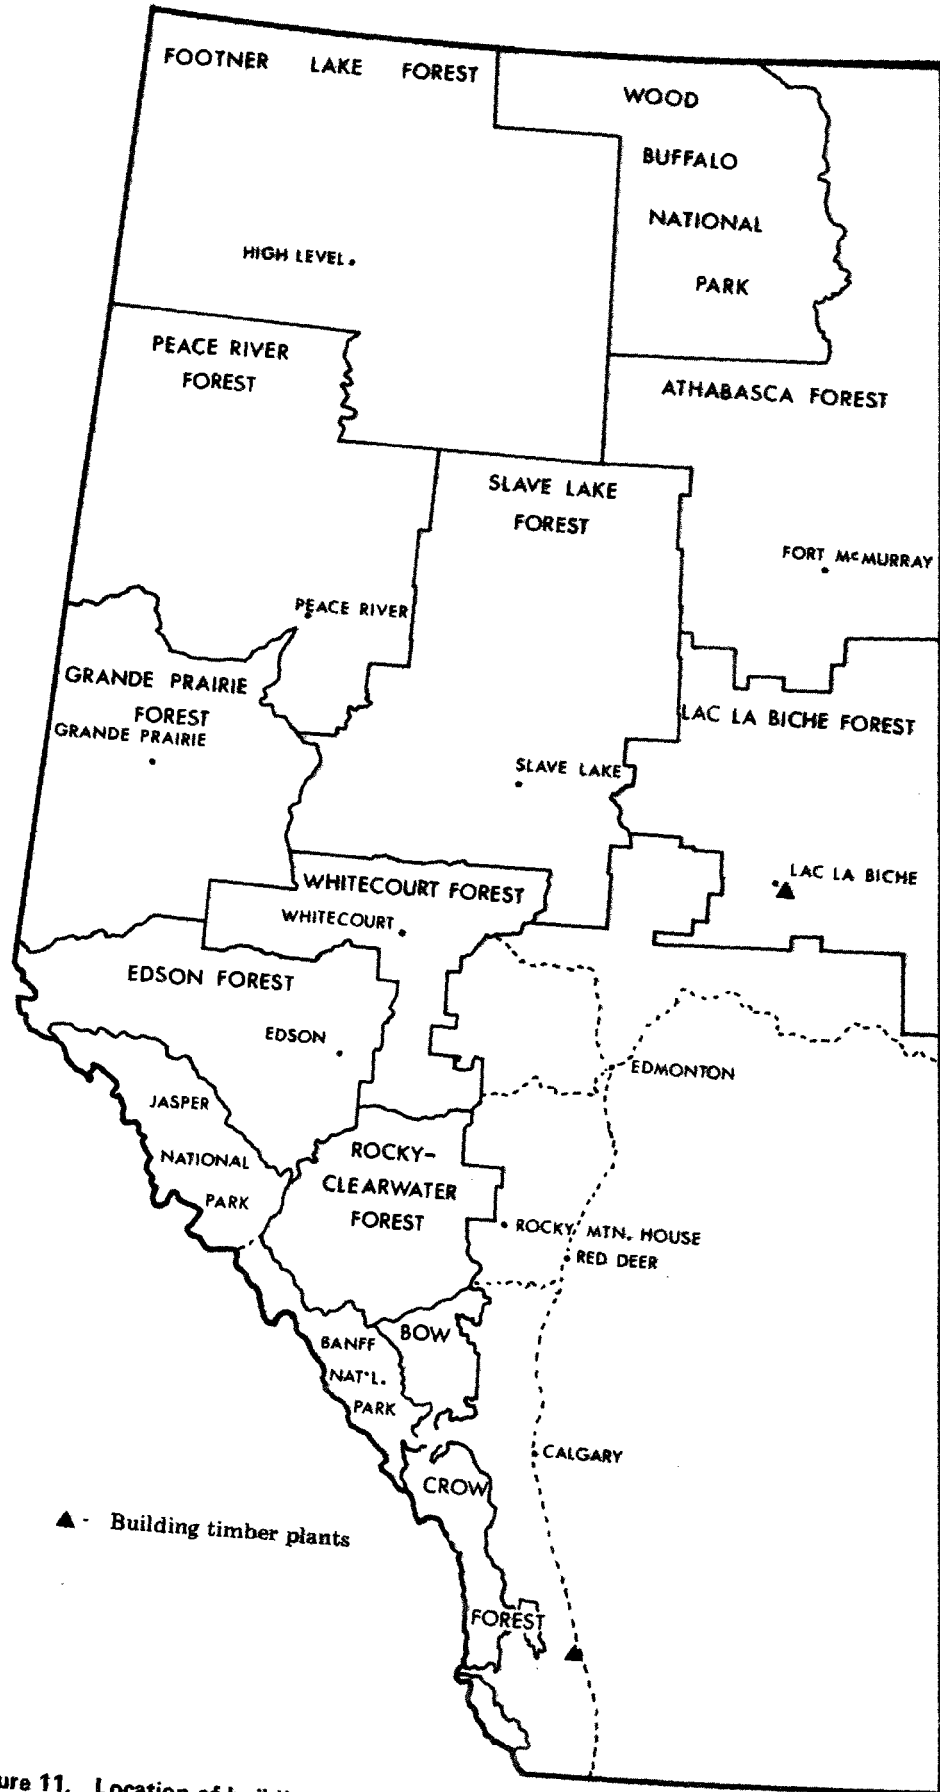 FOOTNER LAKE FOREST
WOOD
BUFFALO
NATIONAL
PARK
HIGH LEVEL
PEACE RIVER
FOREST
ATHABASCA FOREST
SLAVE LAKE
FOREST
FORT McMURRAY
PEACE RIVER
GRANDE PRAIRIE
FOREST
GRANDE PRAIRIE
LAC LA BICHE FOREST
SLAVE LAKE
LAC LA BICHE
WHITECOURT FOREST
WHITECOURT
EDSON FOREST
EDSON
EDMONTON
JASPER
NATIONAL
PARK
ROCKY-
CLEARWATER
FOREST
ROCKY MTN. HOUSE
RED DEER
BANFF
NAT'L.
PARK
BOW
CALGARY
CROW
FOREST
▲ - Building timber plants
11. Location of